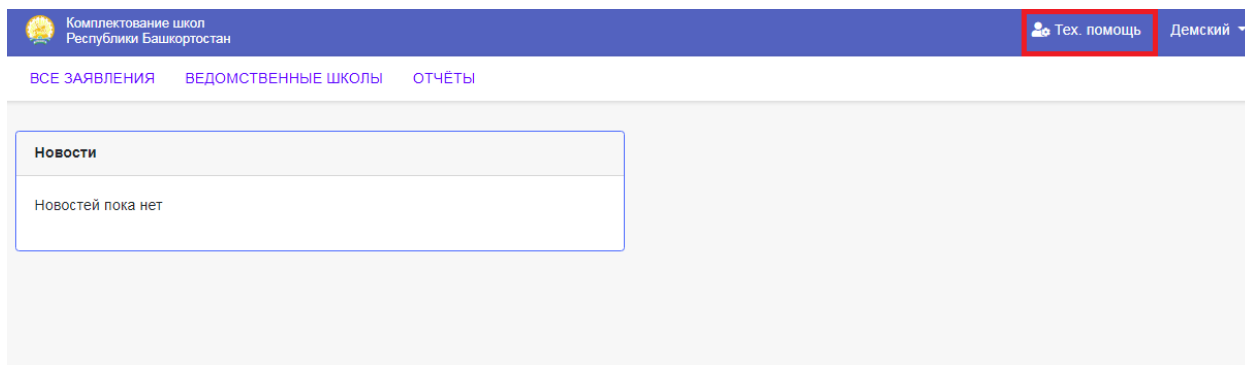 Комплектование школ
Республики Башкортостан
Тех. помощь
Демский
ВСЕ ЗАЯВЛЕНИЯ ВЕДОМСТВЕННЫЕ ШКОЛЫ ОТЧЁТЫ
Новости
Новостей пока нет